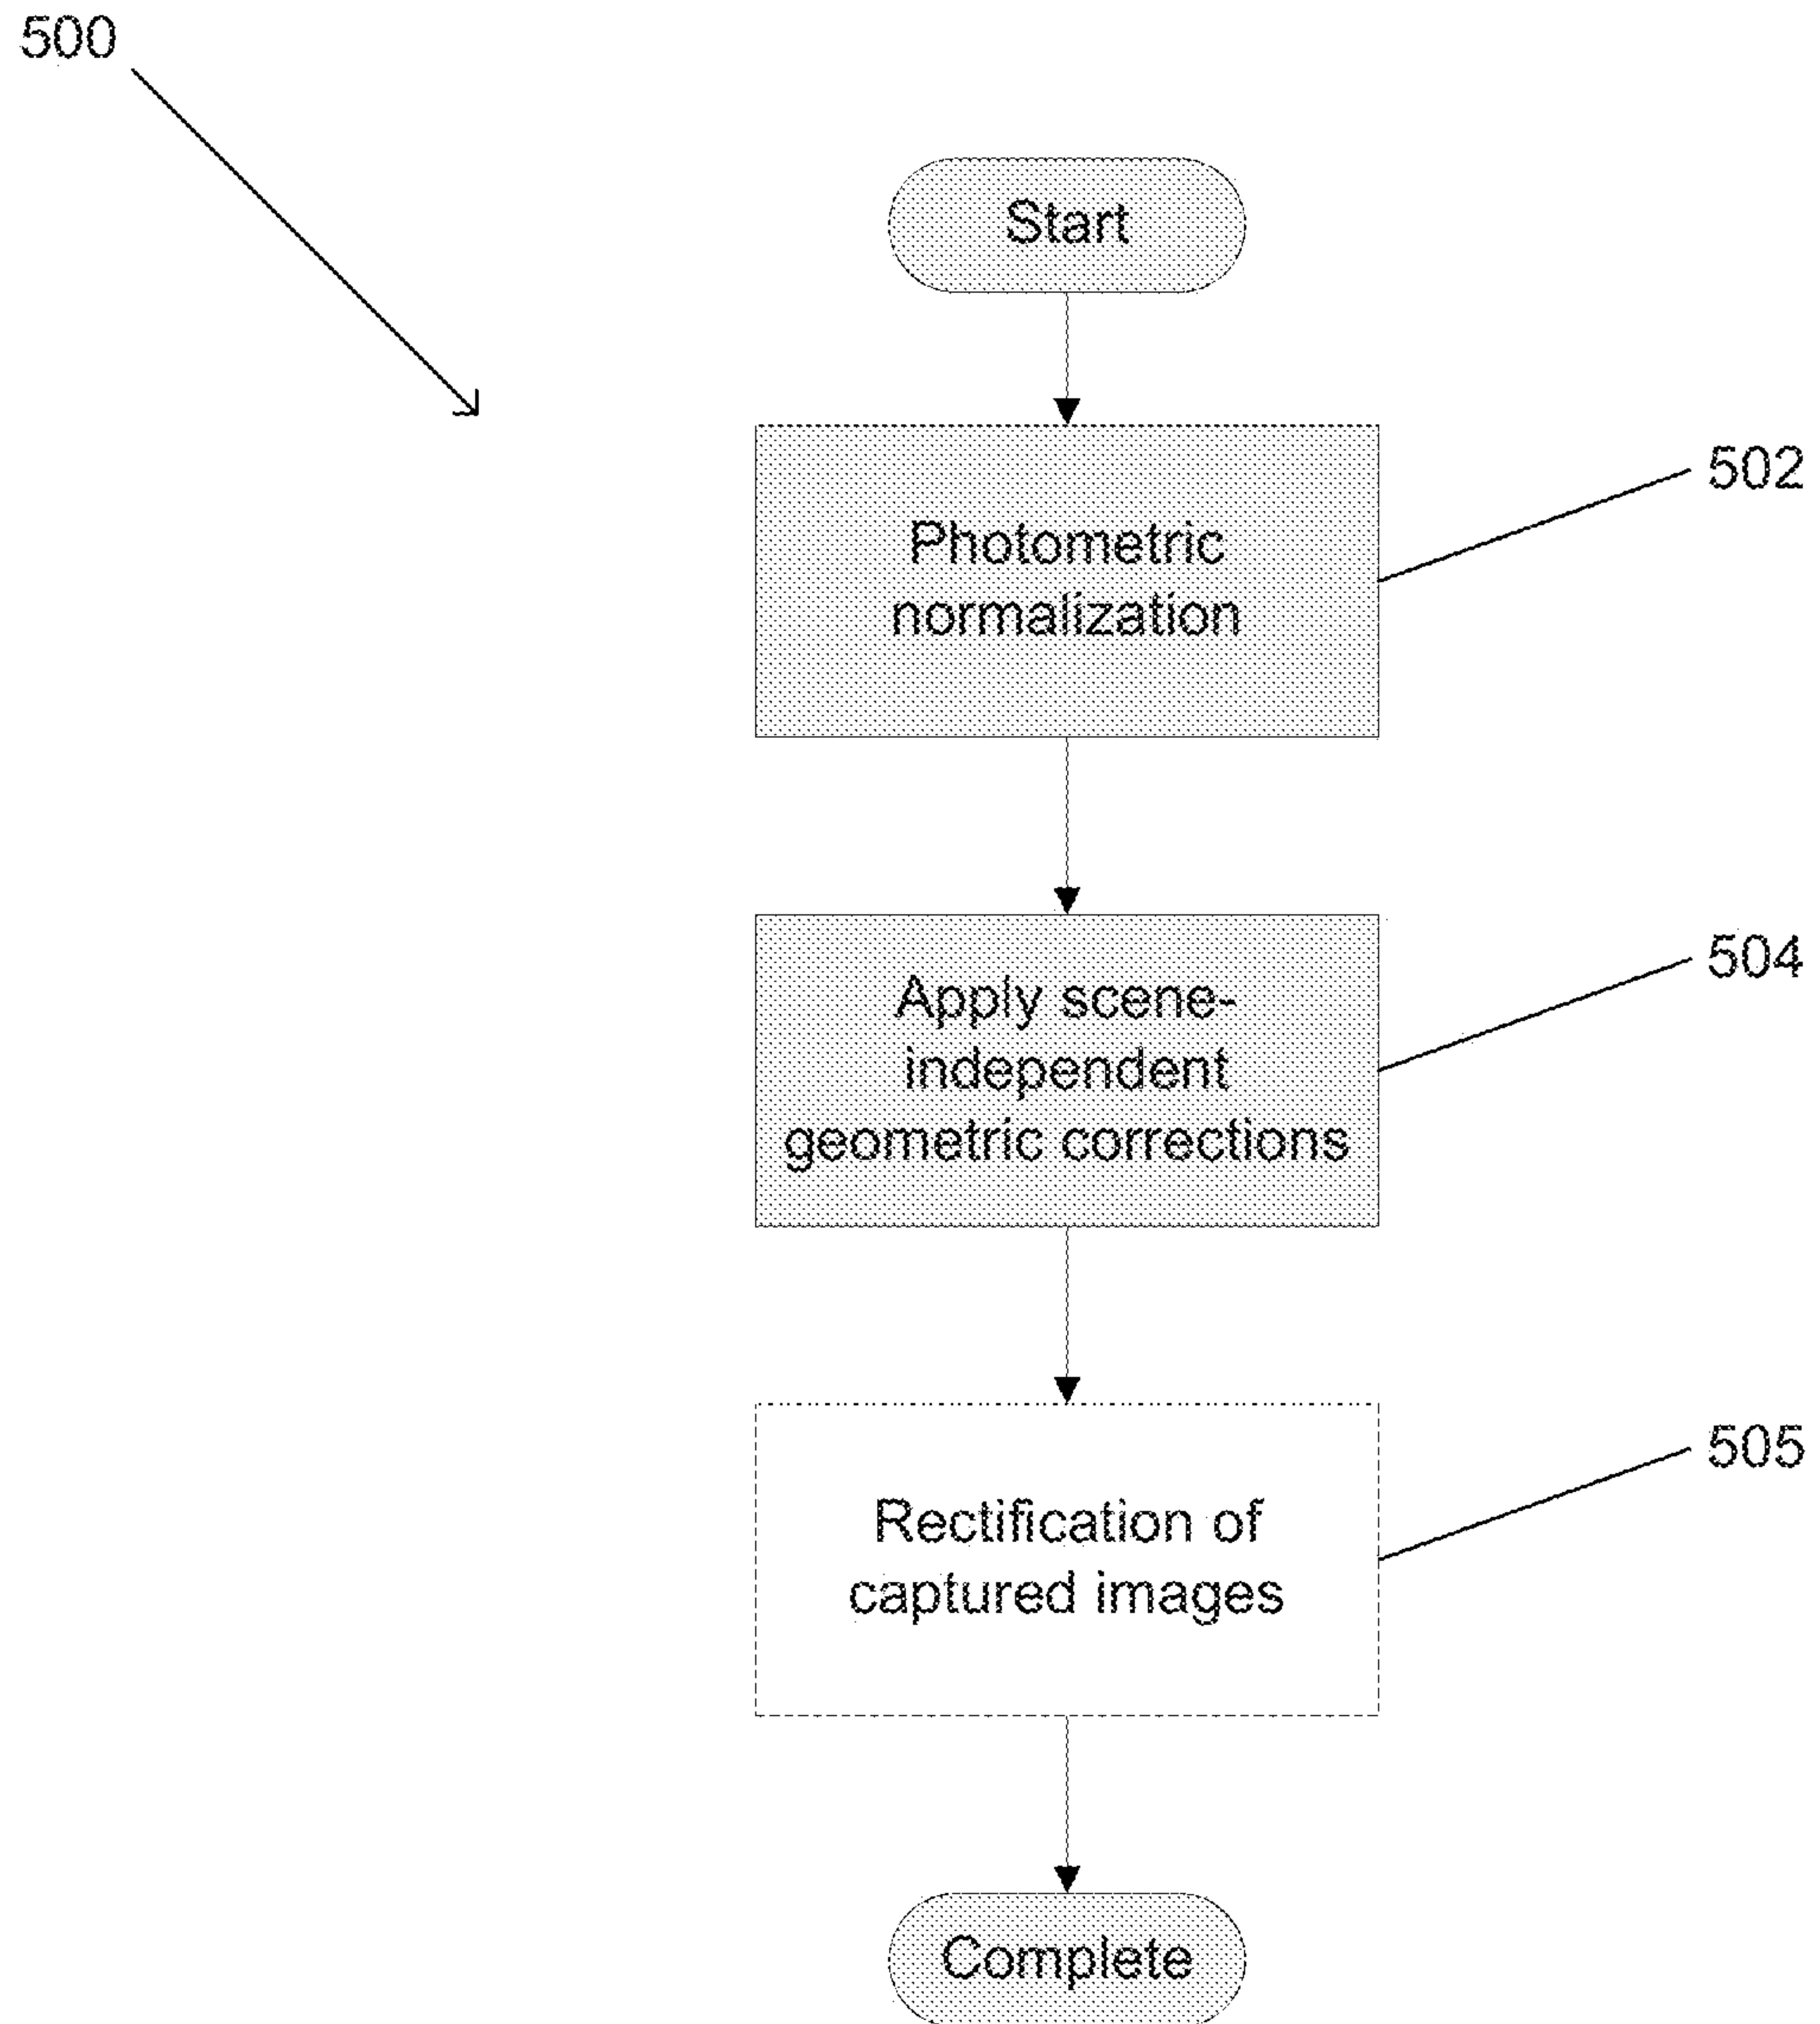 500
Start
502
Photometric
normalization
504
Apply scene-
independent
geometric corrections
505
Rectification of
captured images
Complete